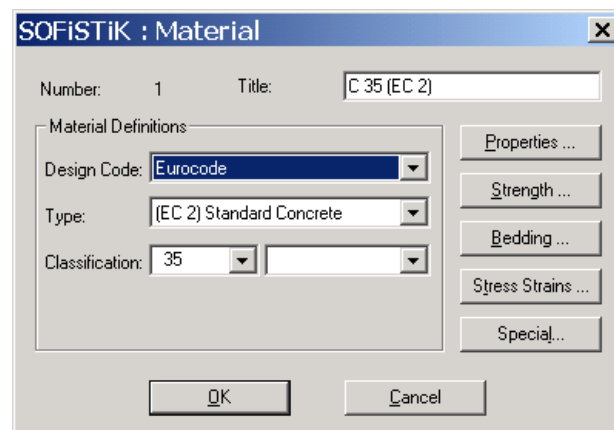 SOFiSTiK : Material
Number: 1 Title: C 35 (EC 2)
Material Definitions
Design Code: Eurocode
Type: (EC 2) Standard Concrete
Classification: 35
Properties ...
Strength ...
Bedding ...
Stress Strains ...
Special...
OK Cancel